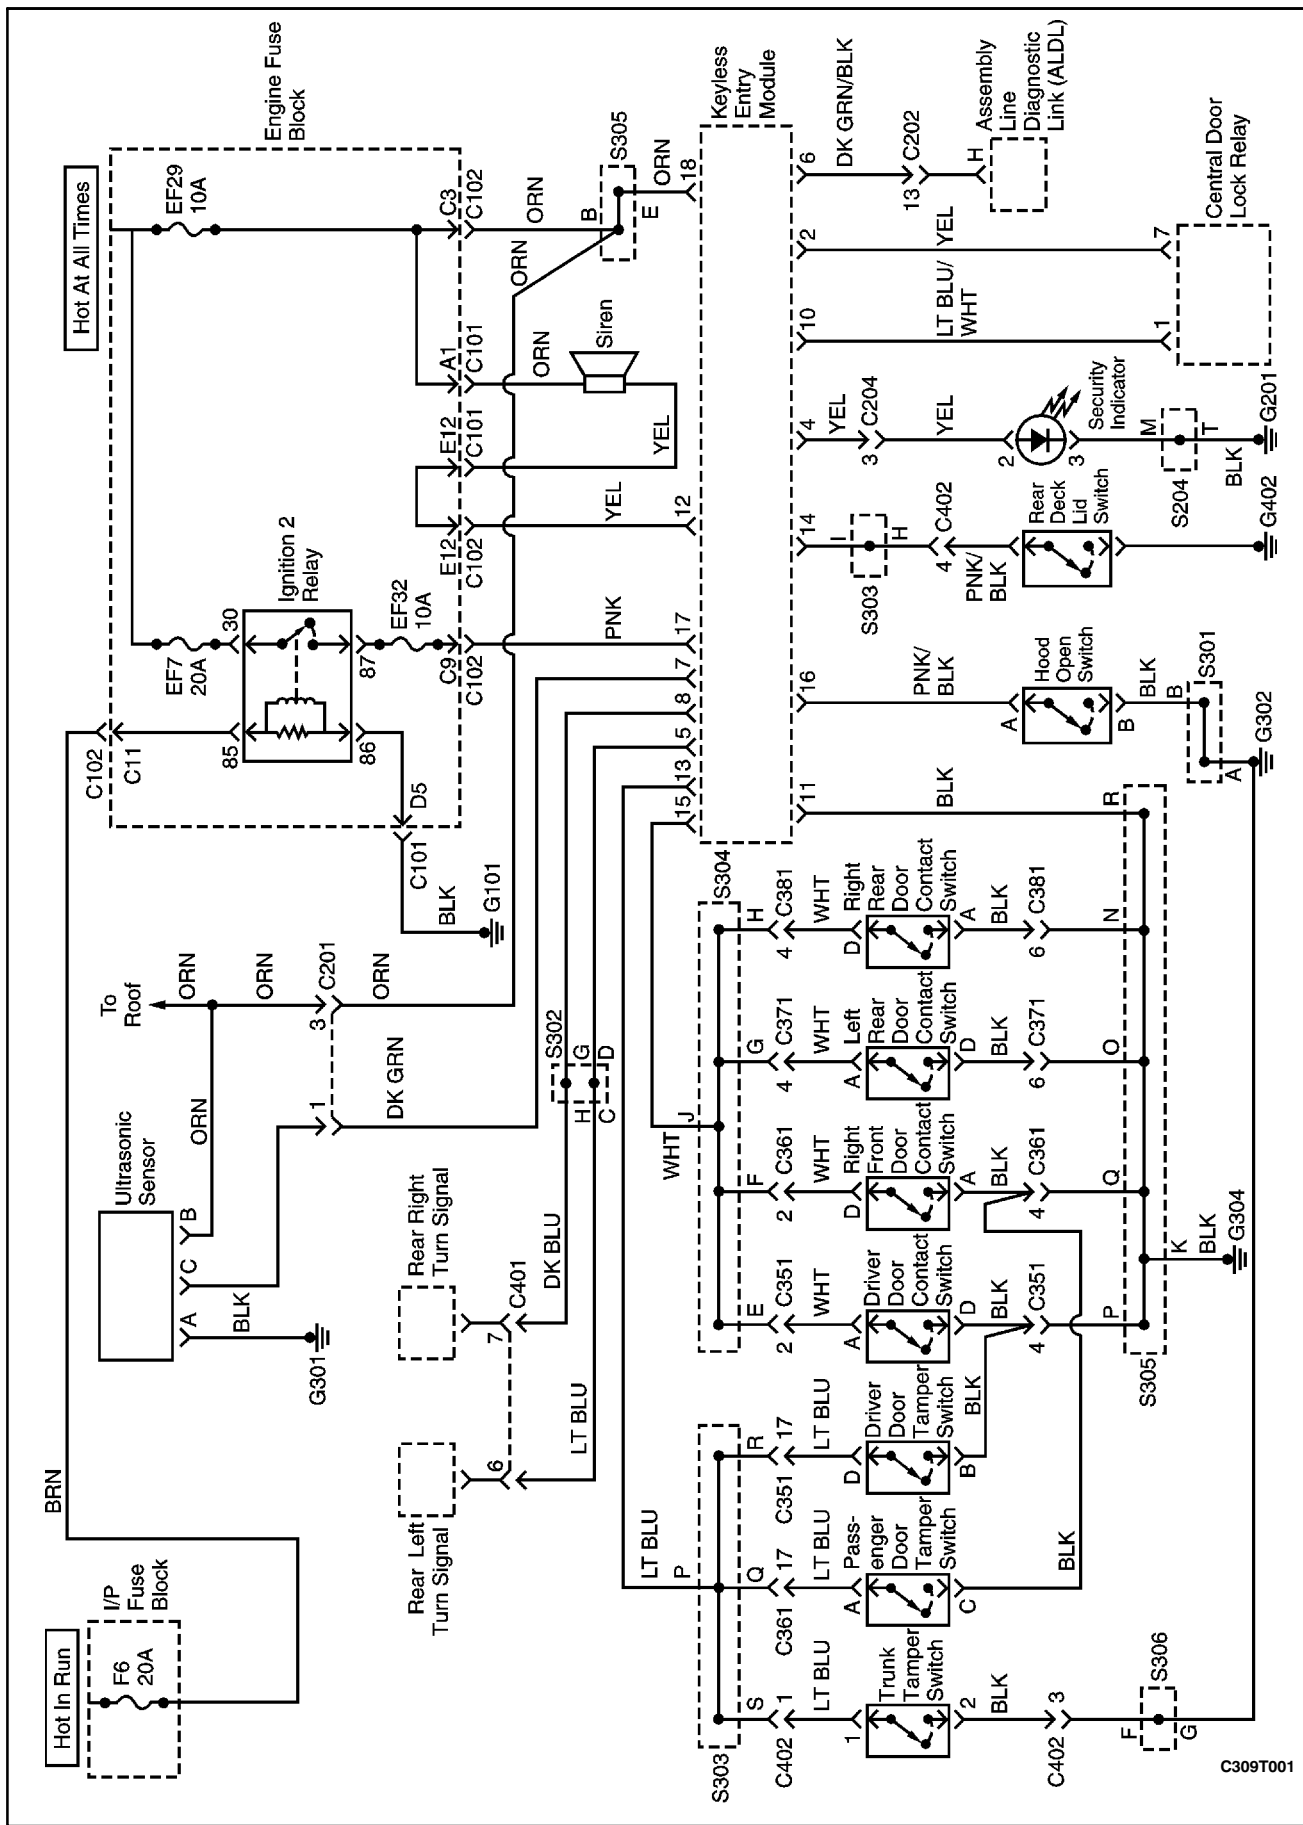 Hot In Run
I/P
Fuse
Block
F6
20A
BRN
Hot At All Times
Engine Fuse
Block
EF29
10A
EF7
20A
Ignition 2
Relay
30
87
85
86
EF32
10A
C102
C11
D5
C101
BLK
G101
C9
C102
E12
C102
E12
C101
A1
C101
C3
C102
PNK
YEL
YEL
ORN
Siren
ORN
ORN
S305
B
E
ORN
18
Ultrasonic
Sensor
A
C
B
BLK
G301
ORN
To
Roof
ORN
ORN
3
C201
ORN
1
DK GRN
Rear Left
Turn Signal
Rear Right
Turn Signal
6
7
C401
LT BLU
DK BLU
S302
H
G
C
D
LT BLU
WHT
15
13
5
8
7
17
12
Keyless
Entry
Module
11
16
14
4
10
2
6
S303
P
S
Q
R
C402
1
LT BLU
1
Trunk
Tamper
Switch
2
BLK
C402
3
S306
F
G
C361
17
LT BLU
A
Pass-
enger
Door
Tamper
Switch
C
BLK
C351
17
LT BLU
D
Driver
Door
Tamper
Switch
B
BLK
S304
J
E
F
G
H
2
C351
WHT
A
Driver
Door
Contact
Switch
D
BLK
4
C351
P
2
C361
WHT
D
Right
Front
Door
Contact
Switch
A
BLK
4
C361
Q
4
C371
WHT
A
Left
Rear
Door
Contact
Switch
D
BLK
6
C371
O
4
C381
WHT
D
Right
Rear
Door
Contact
Switch
A
BLK
6
C381
N
BLK
R
S305
K
BLK
G304
PNK/
BLK
A
Hood
Open
Switch
B
BLK
B
S301
A
G302
I
S303
H
4
C402
PNK/
BLK
Rear
Deck
Lid
Switch
G402
YEL
3
C204
YEL
2
3
Security
Indicator
M
S204
T
BLK
G201
LT BLU/
WHT
YEL
1
7
Central Door
Lock Relay
DK GRN/BLK
13
C202
H
Assembly
Line
Diagnostic
Link (ALDL)
C309T001